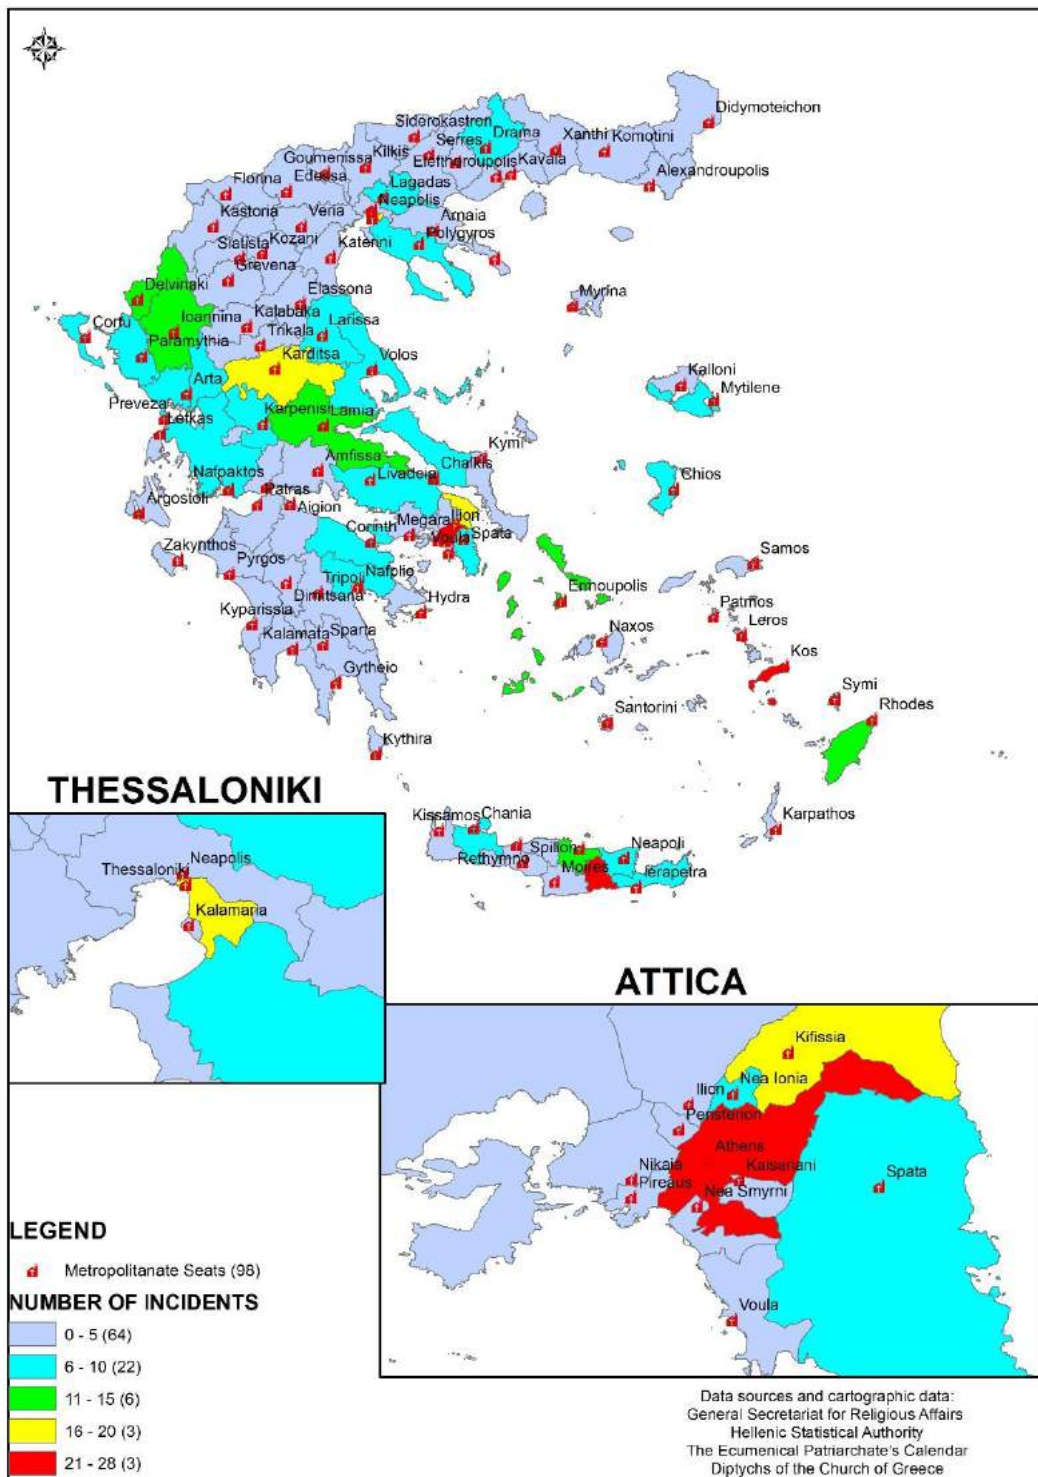 Didymoteichon
Siderokastron
Drama
Serres
Xanthi
Komotini
Kilkis
Goumenissa
Eleftheroupolis
Kavala
Edessa
Florina
Lagadas
Alexandroupolis
Neapolis
Kastoria
Veria
Arnaia
Polygyros
Siatista
Kozani
Katerini
Grevena
Delvinaki
Elassona
Myrina
Corfu
Ioannina
Kalabaka
Larissa
Paramythia
Trikala
Karditsa
Volos
Kalloni
Arta
Mytilene
Preveza
Lefkas
Karpenisi
Lamia
Kymi
Amfissa
Chalkis
Nafpaktos
Livadeia
Chios
Argostoli
Patras
Aigion
Megara
Ilion
Corinth
Voula
Spata
Zakynthos
Samos
Pyrgos
Tripoli
Nafplio
Dimitsana
Ermoupolis
Kyparissia
Hydra
Patmos
Kalamata
Sparta
Naxos
Leros
Gytheio
Kos
Symi
Santorini
Rhodes
Kythira
THESSALONIKI
Kissamos
Chania
Karpathos
Spilion
Neapoli
Rethymno
Moires
Ierapetra
Neapolis
Thessaloniki
Kalamaria
ATTICA
Kifissia
Ilion
Nea Ionia
Peristerion
Athens
Kaisariani
Nikaia
Spata
Pireaus
Nea Smyrni
Voula
LEGEND
Metropolitanate Seats (98)
NUMBER OF INCIDENTS
0 - 5 (64)
6 - 10 (22)
11 - 15 (6)
16 - 20 (3)
21 - 28 (3)
Data sources and cartographic data:
General Secretariat for Religious Affairs
Hellenic Statistical Authority
The Ecumenical Patriarchate's Calendar
Diptychs of the Church of Greece